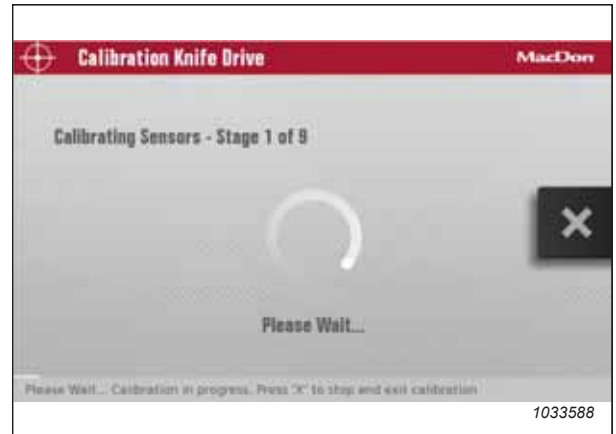 Calibration Knife Drive
MacDon
Calibrating Sensors - Stage 1 of 9
Please Wait...
Please Wait... Calibration in progress. Press 'X' to stop and exit calibration
1033588